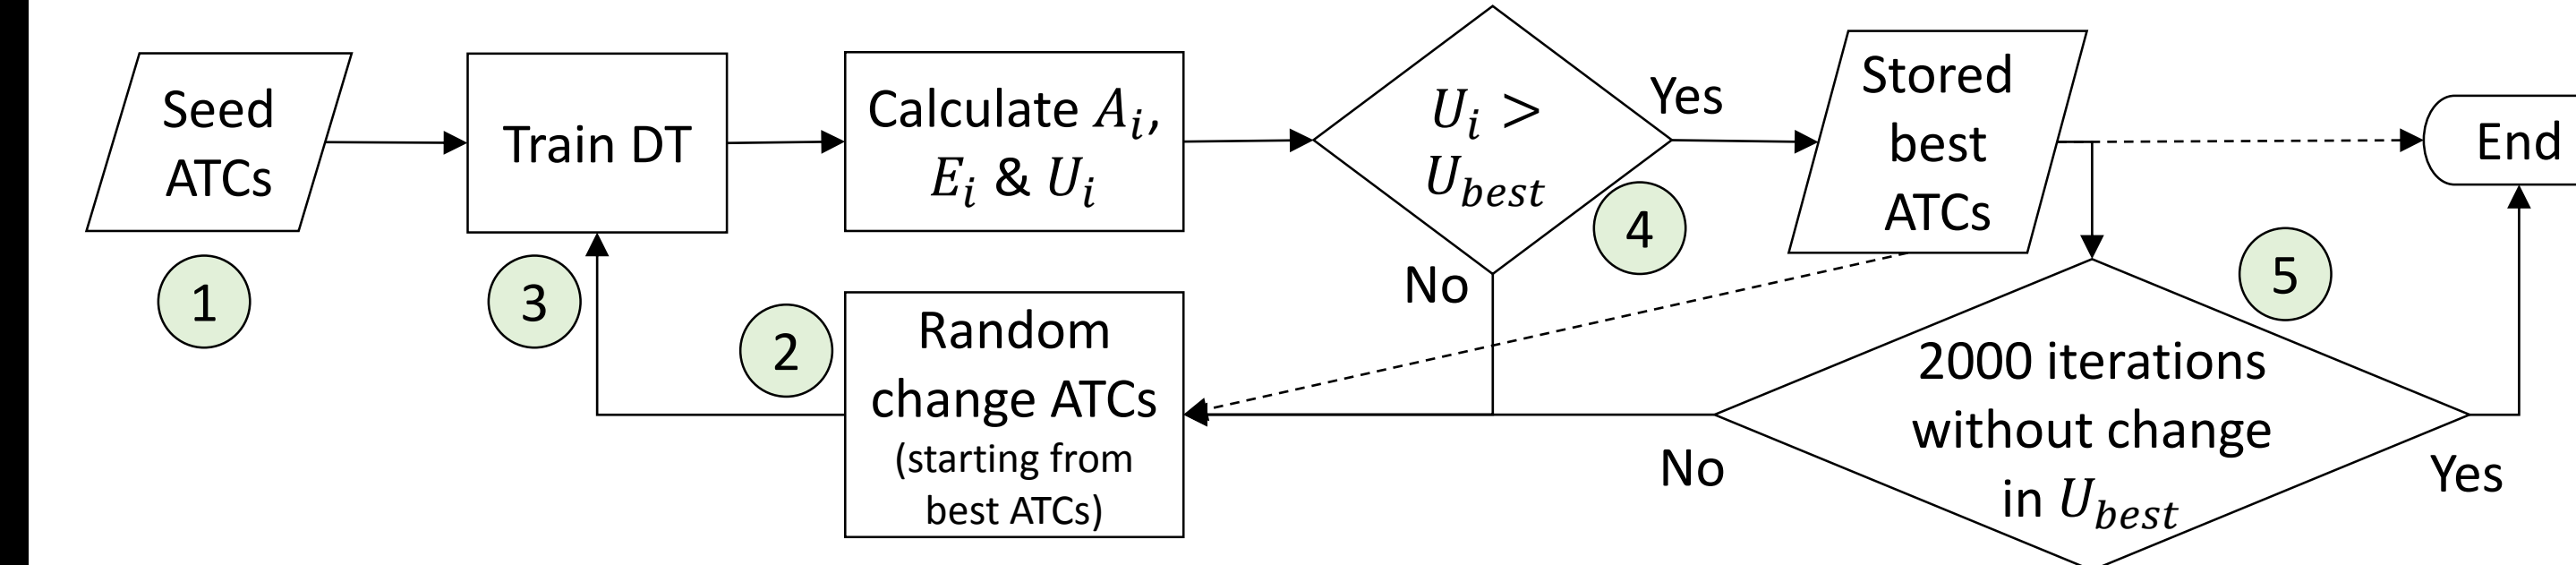 Seed
ATCs
Train DT
Calculate A_i,
E_i & U_i
U_i >
U_best
Yes
No
Stored
best
ATCs
End
1
3
2
Random
change ATCs
(starting from
best ATCs)
4
5
2000 iterations
without change
in U_best
No
Yes